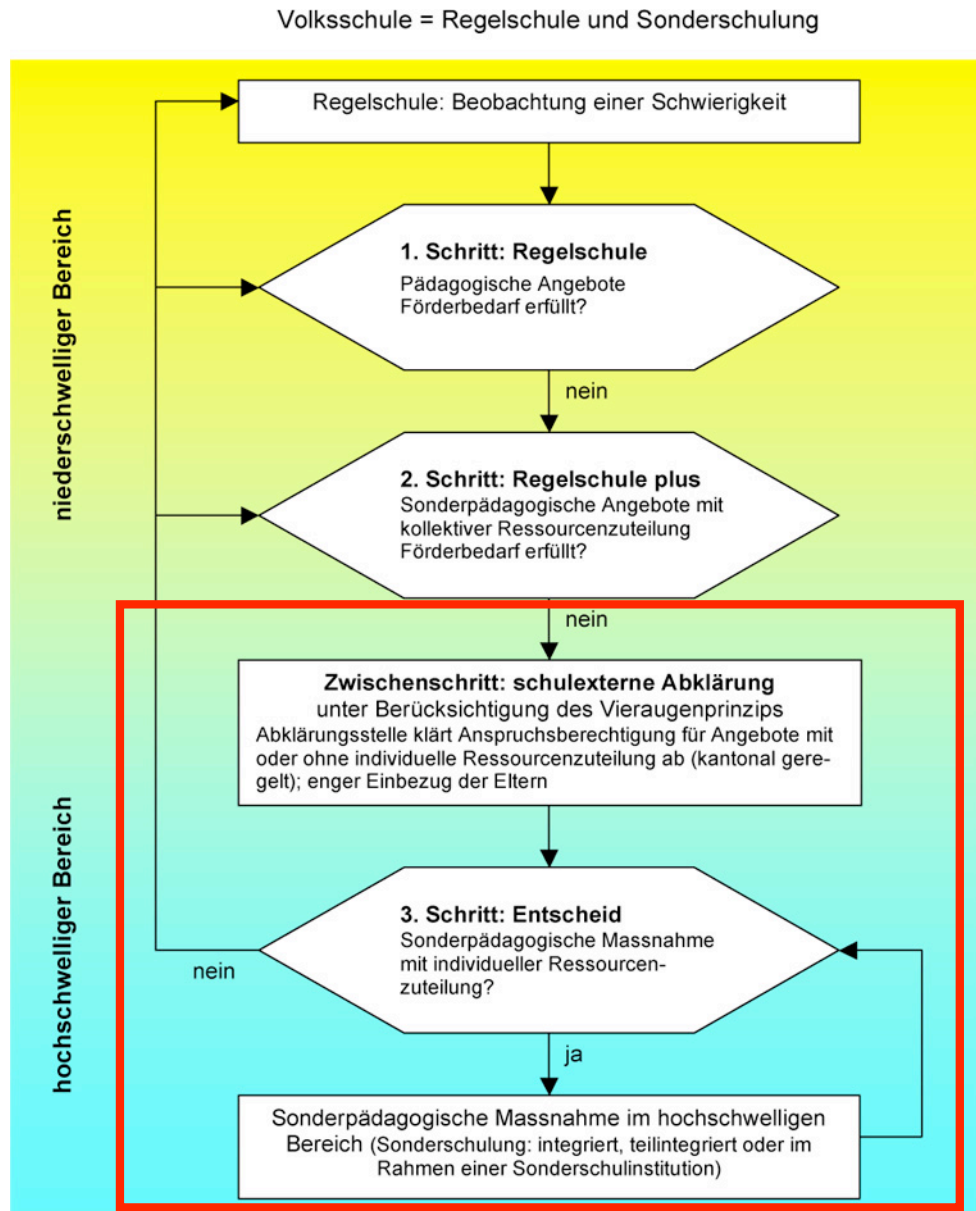 Volksschule = Regelschule und Sonderschulung
Regelschule: Beobachtung einer Schwierigkeit
niederschwelliger Bereich
1. Schritt: Regelschule
Pädagogische Angebote
Förderbedarf erfüllt?
nein
2. Schritt: Regelschule plus
Sonderpädagogische Angebote mit
kollektiver Ressourcenzuteilung
Förderbedarf erfüllt?
nein
Zwischenschritt: schulexterne Abklärung
unter Berücksichtigung des Vieraugenprinzips
Abklärungsstelle klärt Anspruchsberechtigung für Angebote mit
oder ohne individuelle Ressourcenzuteilung ab (kantonal gere-
gelt); enger Einbezug der Eltern
hochschwelliger Bereich
3. Schritt: Entscheid
Sonderpädagogische Massnahme
mit individueller Ressourcen-
zuteilung?
nein
ja
Sonderpädagogische Massnahme im hochschwelligen
Bereich (Sonderschulung: integriert, teilintegriert oder im
Rahmen einer Sonderschulinstitution)